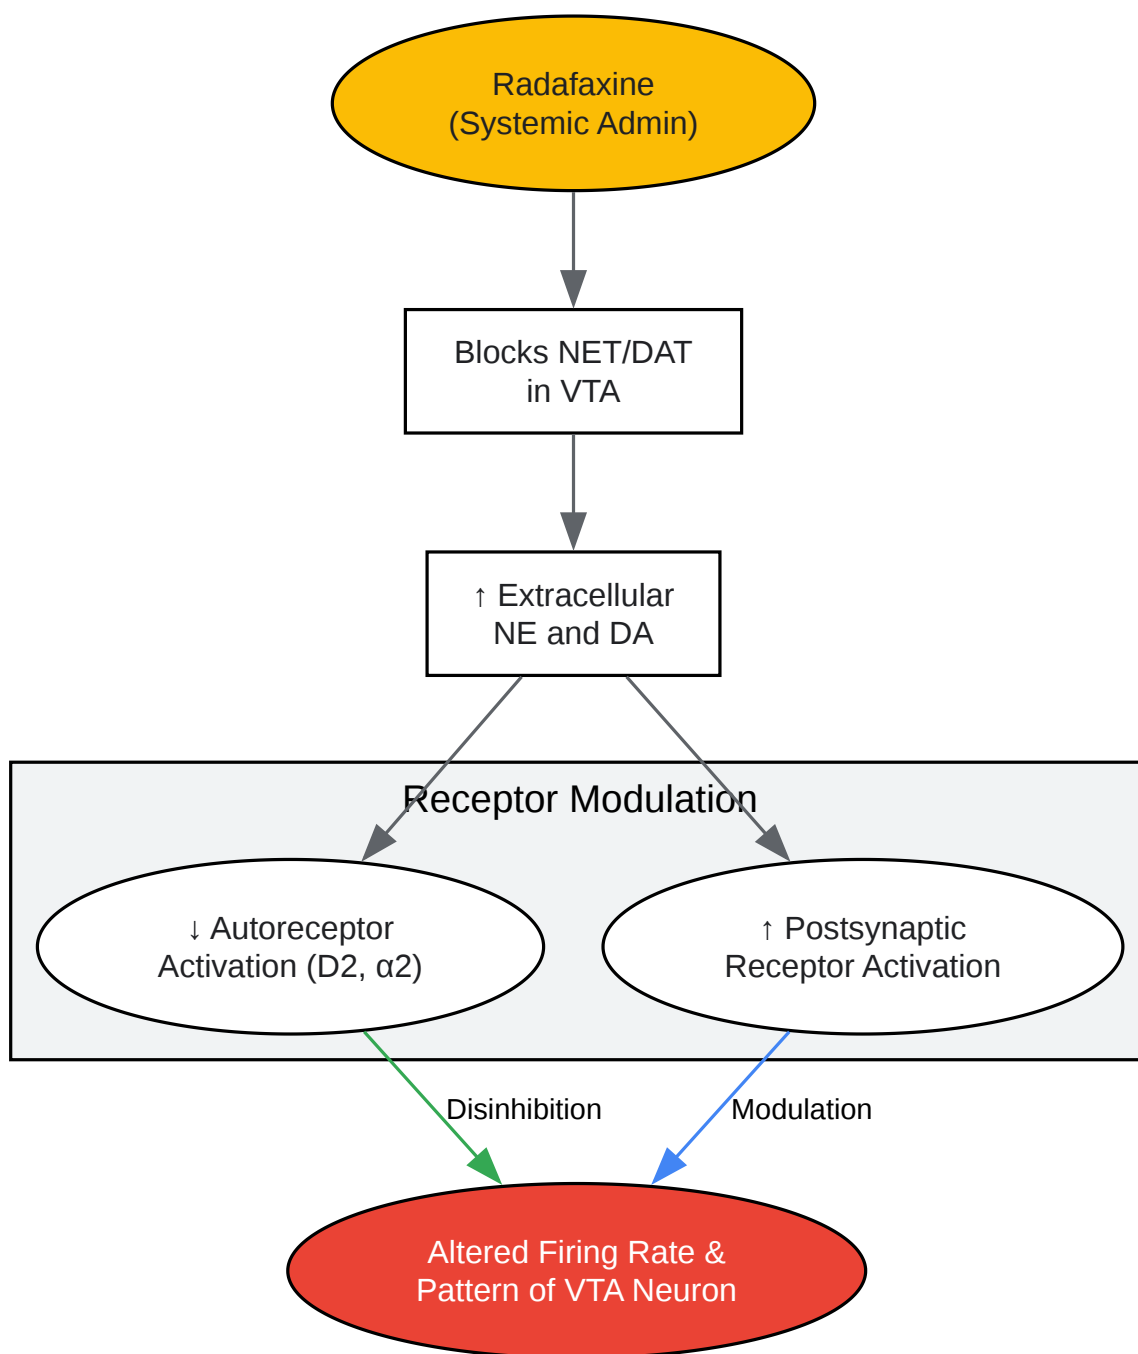 Radafaxine
(Systemic Admin)
Blocks NET/DAT
in VTA
↑ Extracellular
NE and DA
Receptor Modulation
↓ Autoreceptor
Activation (D2, α2)
↑ Postsynaptic
Receptor Activation
Disinhibition
Modulation
Altered Firing Rate &
Pattern of VTA Neuron